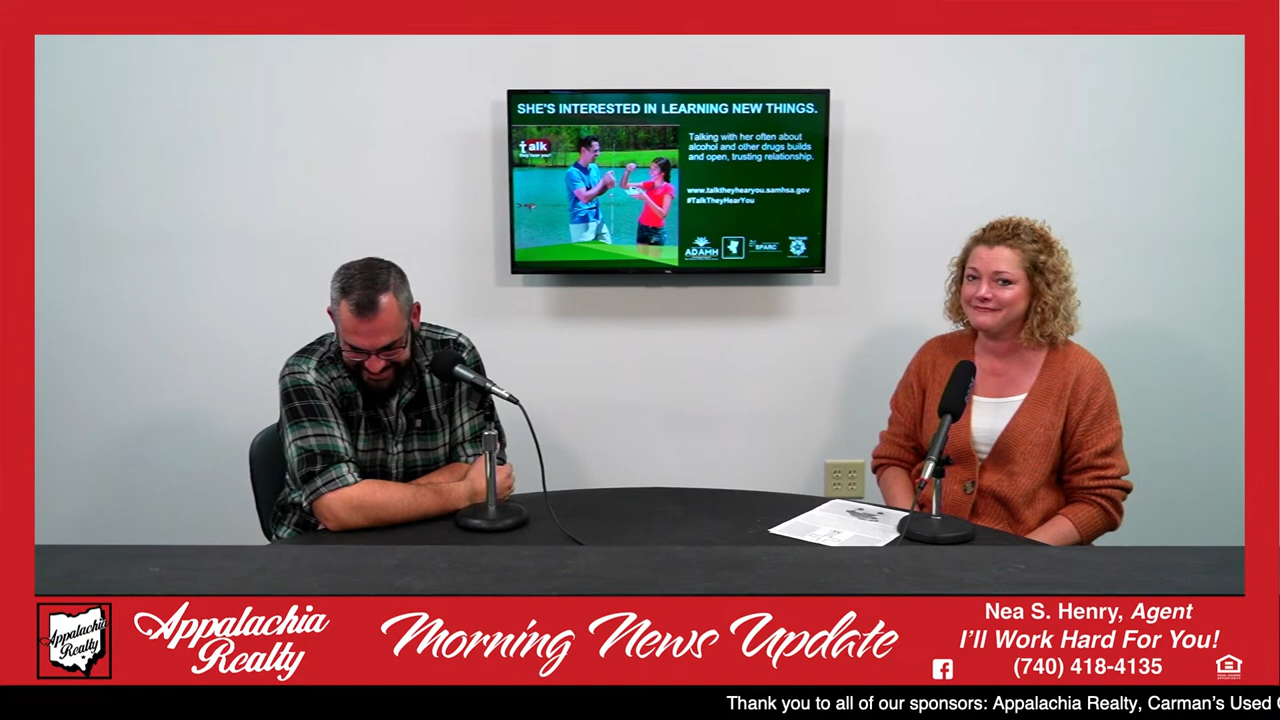 SHE'S INTERESTED IN LEARNING NEW THINGS.
talk
they hear you
Talking with her often about
alcohol and other drugs builds
and open, trusting relationship.
www.talktheyhearyou.samhsa.gov
#TalkTheyHearYou
ADAMH
SPARC
Appalachia
Realty
Appalachia
Realty
Morning News Update
Nea S. Henry, Agent
I'll Work Hard For You!
(740) 418-4135
Thank you to all of our sponsors: Appalachia Realty, Carman's Used